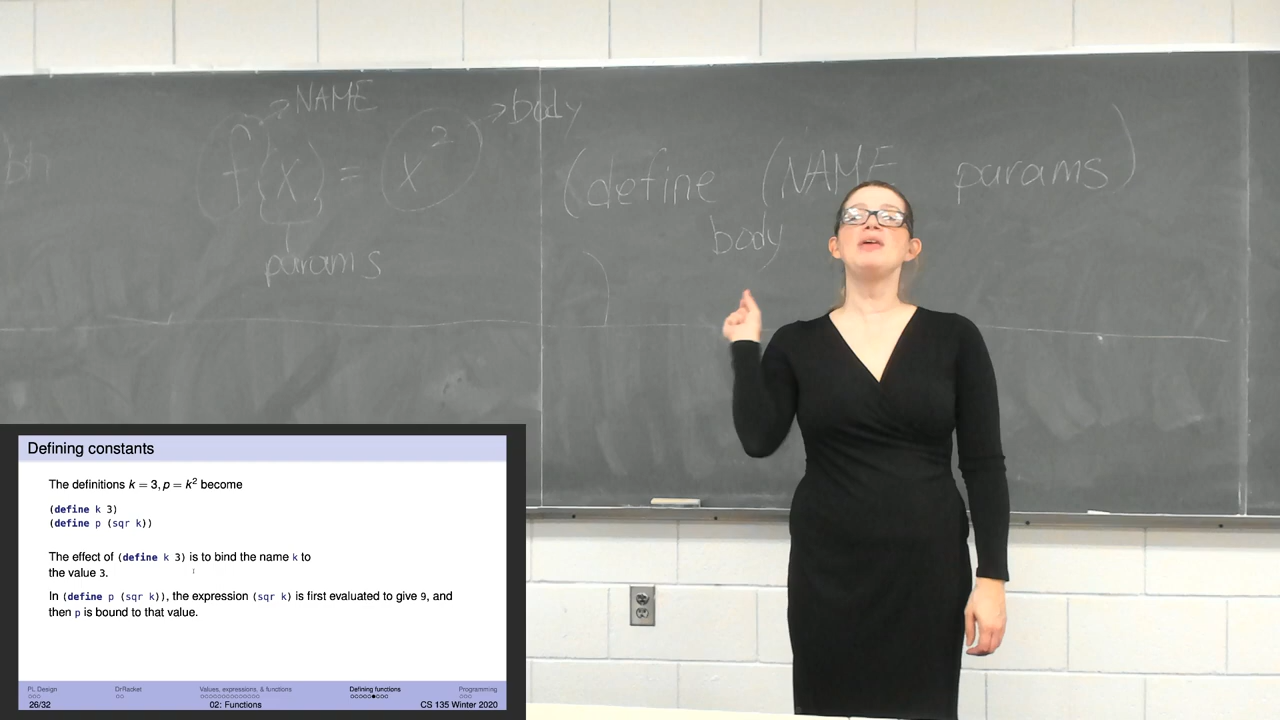 NAME
body
f(x) = x²
params
(define (NAME params)
body
)
Defining constants
The definitions k = 3, p = k² become
(define k 3)
(define p (sqr k))
The effect of (define k 3) is to bind the name k to
the value 3.
In (define p (sqr k)), the expression (sqr k) is first evaluated to give 9, and
then p is bound to that value.
PL Design DrRacket Values, expressions, & functions Defining functions Programming
26/32 02: Functions CS 135 Winter 2020